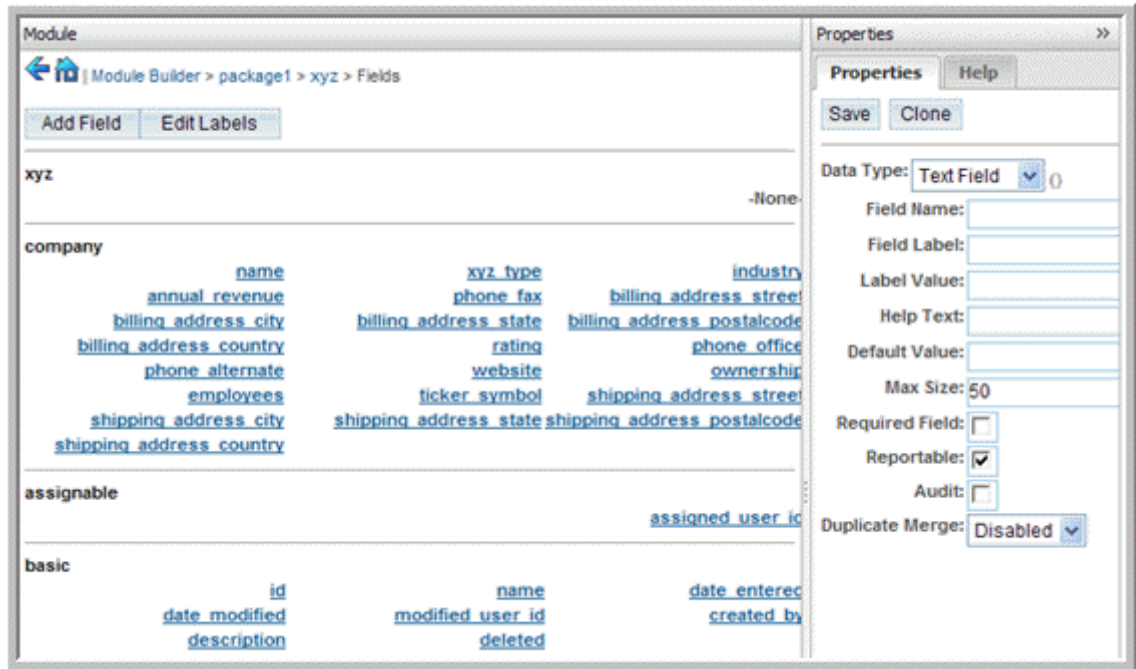 Module
| Module Builder > package1 > xyz > Fields
Add Field Edit Labels
xyz
-None-
company
name xyz_type industry
annual_revenue phone_fax billing_address_street
billing_address_city billing_address_state billing_address_postalcode
billing_address_country rating phone_office
phone_alternate website ownership
employees ticker_symbol shipping_address_street
shipping_address_city shipping_address_state shipping_address_postalcode
shipping_address_country
assignable
assigned_user_id
basic
id name date_entered
date_modified modified_user_id created_by
description deleted
Properties »
Properties Help
Save Clone
Data Type: Text Field ()
Field Name:
Field Label:
Label Value:
Help Text:
Default Value:
Max Size: 50
Required Field:
Reportable:
Audit:
Duplicate Merge: Disabled